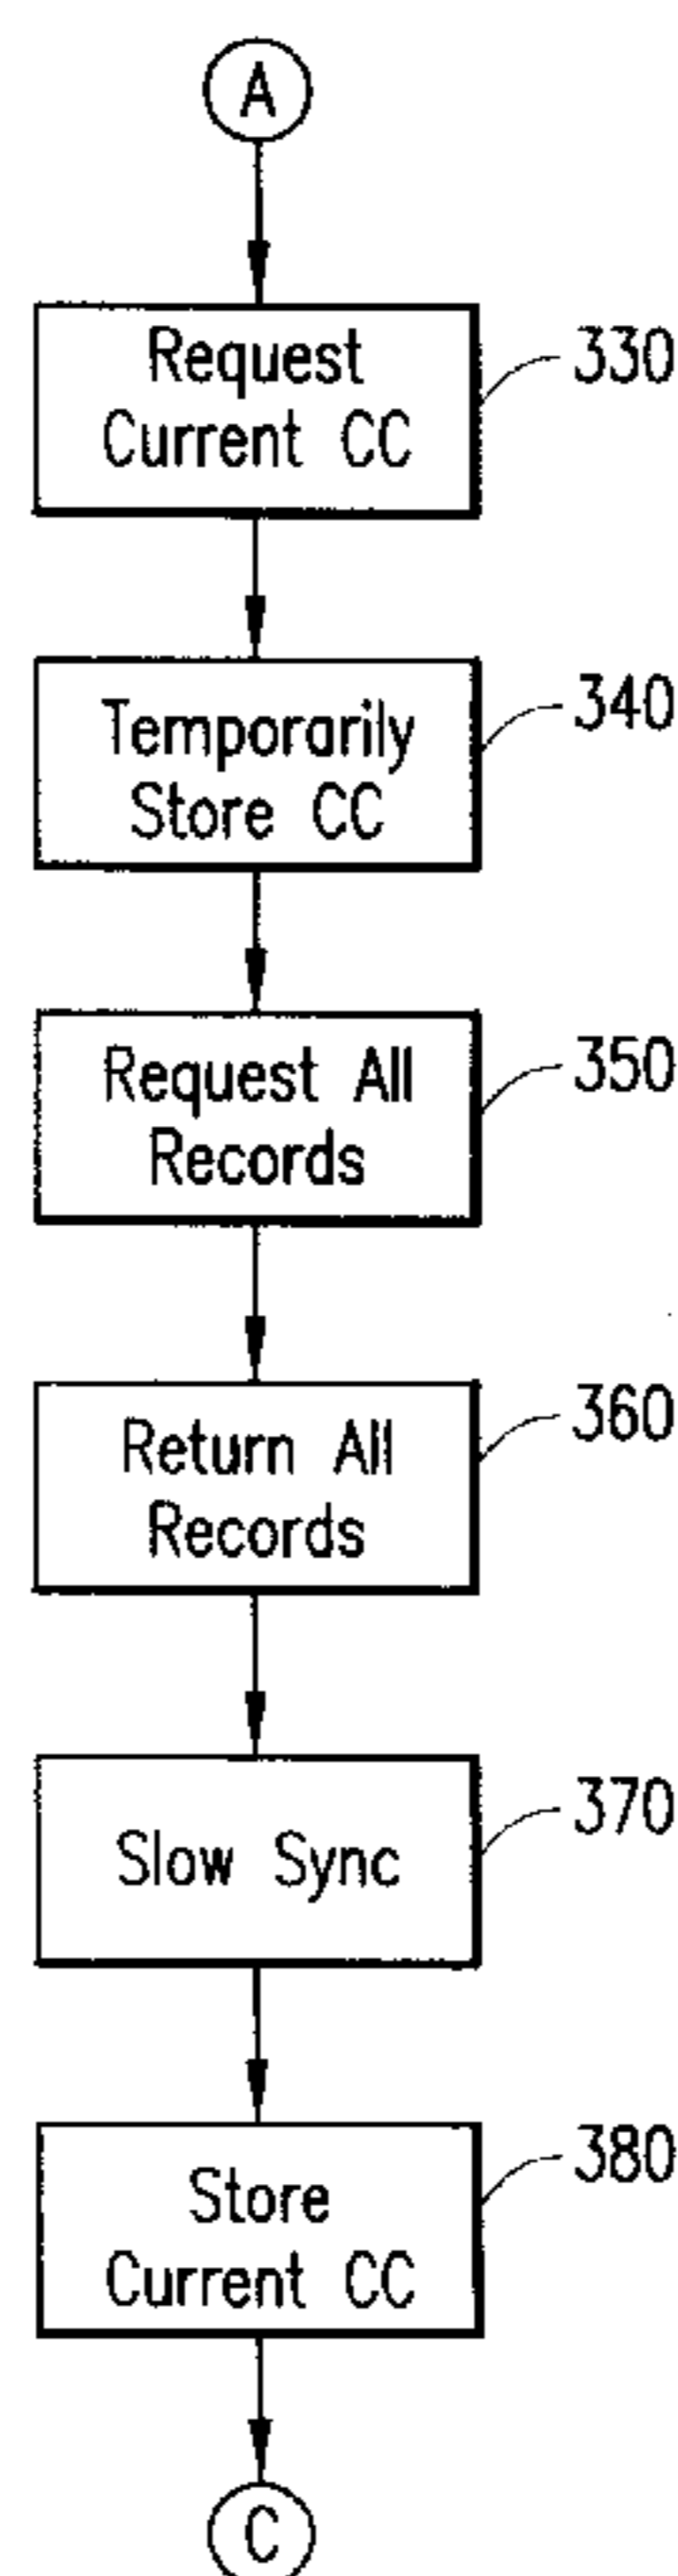 A
Request
Current CC
330
Temporarily
Store CC
340
Request All
Records
350
Return All
Records
360
Slow Sync
370
Store
Current CC
380
C